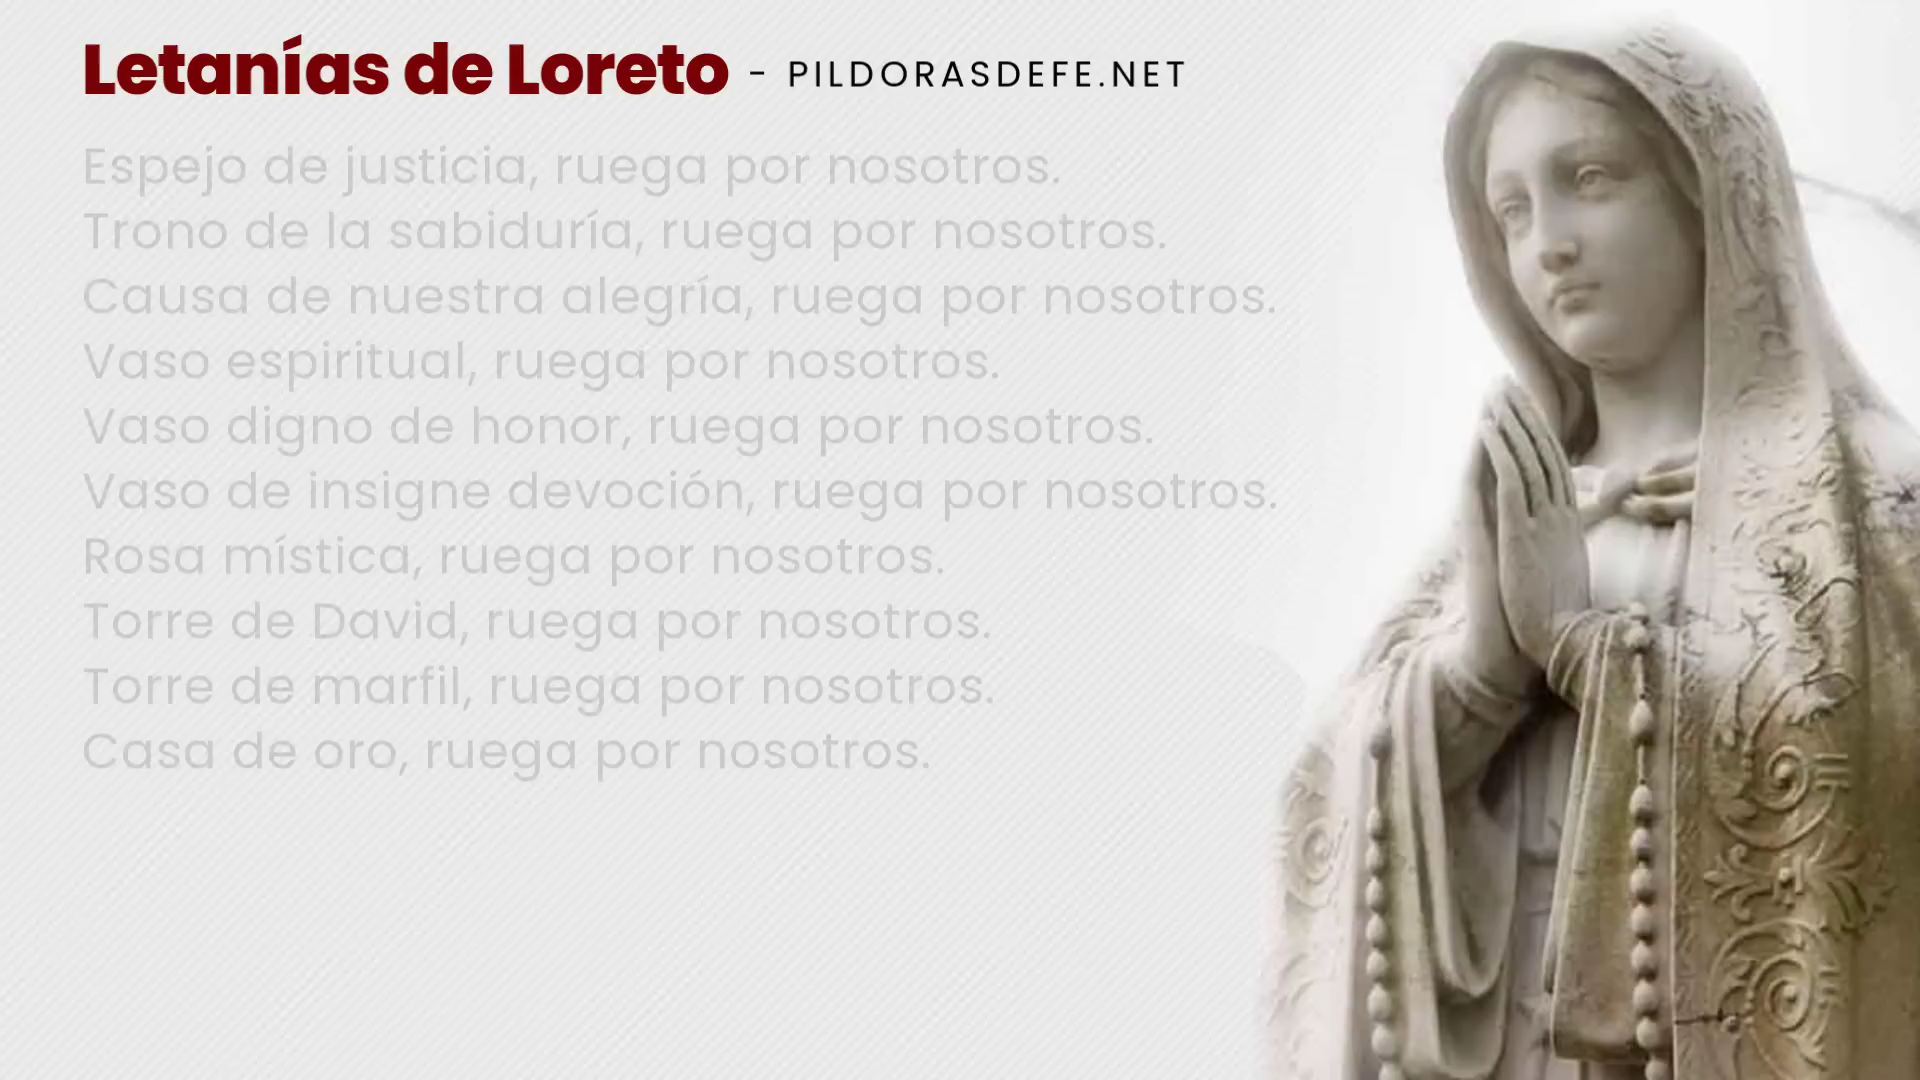 Letanías de Loreto - PILDORASDEFE.NET
Espejo de justicia, ruega por nosotros.
Trono de la sabiduría, ruega por nosotros.
Causa de nuestra alegría, ruega por nosotros.
Vaso espiritual, ruega por nosotros.
Vaso digno de honor, ruega por nosotros.
Vaso de insigne devoción, ruega por nosotros.
Rosa mística, ruega por nosotros.
Torre de David, ruega por nosotros.
Torre de marfil, ruega por nosotros.
Casa de oro, ruega por nosotros.